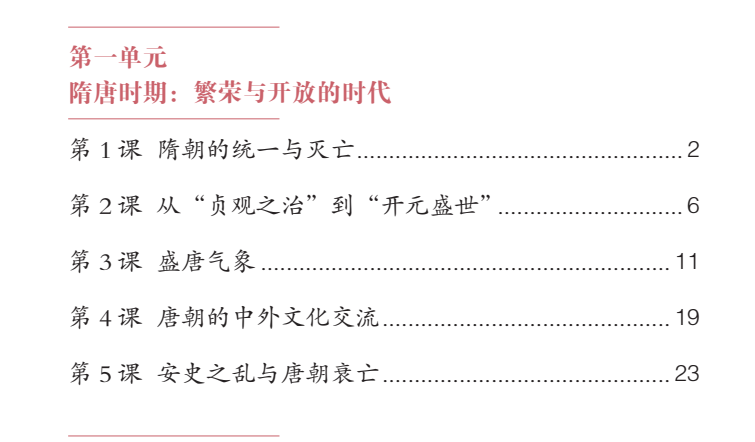 第一单元
隋唐时期：繁荣与开放的时代
第 1 课 隋朝的统一与灭亡.................................................... 2
第 2 课 从“贞观之治”到“开元盛世”.............................. 6
第 3 课 盛唐气象.................................................................. 11
第 4 课 唐朝的中外文化交流.............................................. 19
第 5 课 安史之乱与唐朝衰亡.............................................. 23